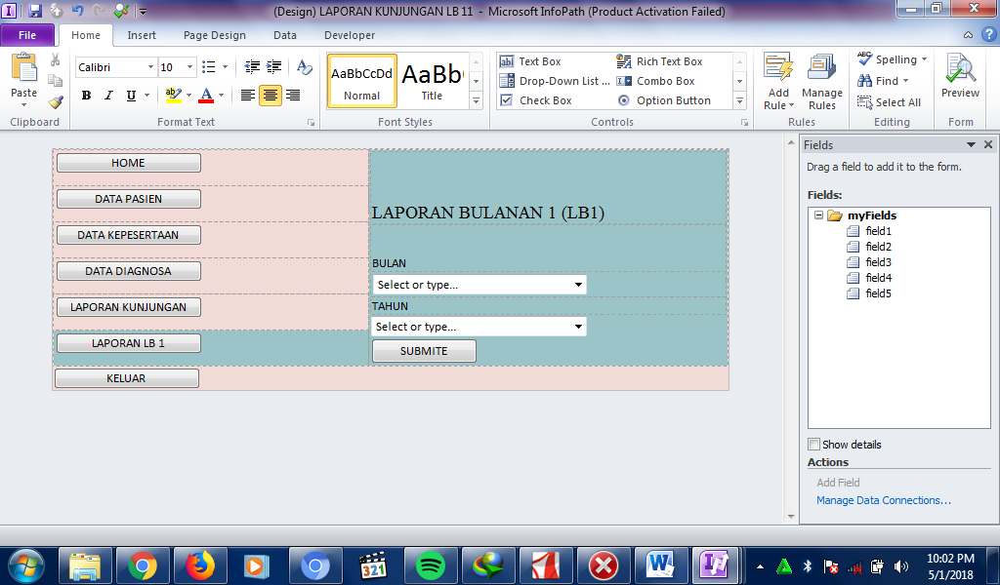 (Design) LAPORAN KUNJUNGAN LB 11 - Microsoft InfoPath (Product Activation Failed)
File Home Insert Page Design Data Developer
Paste
Clipboard
Calibri 10
B I U
Format Text
AaBbCcDd
Normal
AaBb
Title
Font Styles
Text Box
Drop-Down List ...
Check Box
Rich Text Box
Combo Box
Option Button
Controls
Add Rule
Manage Rules
Rules
Spelling
Find
Select All
Editing
Preview
Form
HOME
DATA PASIEN
DATA KEPESERTAAN
DATA DIAGNOSA
LAPORAN KUNJUNGAN
LAPORAN LB 1
KELUAR
LAPORAN BULANAN 1 (LB1)
BULAN
Select or type...
TAHUN
Select or type...
SUBMITE
Fields
Drag a field to add it to the form.
Fields:
myFields
field1
field2
field3
field4
field5
Show details
Actions
Add Field
Manage Data Connections...
321
10:02 PM
5/1/2018